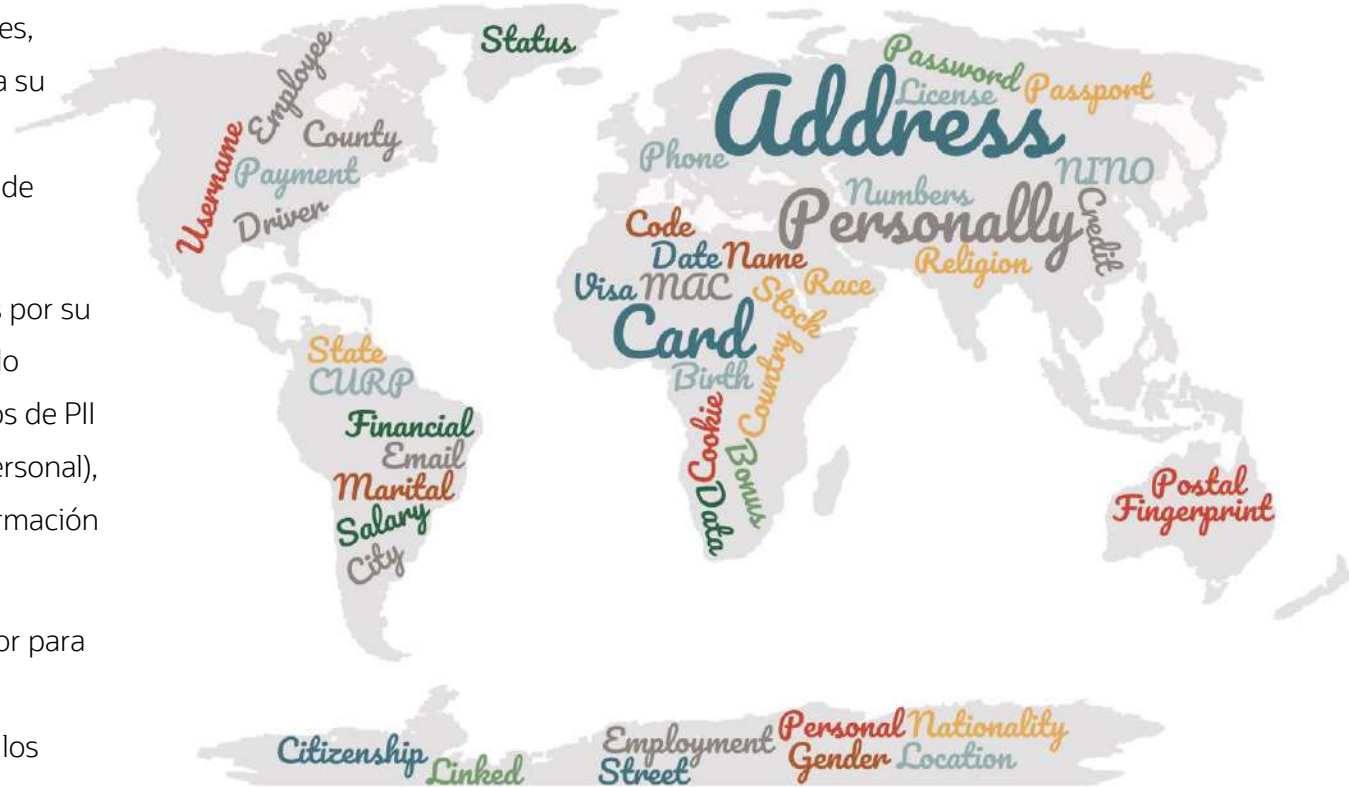 es,
a su
de
s por su
do
os de PII
ersonal),
rmación
or para
los
Status
Employee
Username
County
Payment
Driver
Password
License
Passport
Address
Phone
NINO
Numbers
Personally
Credit
Religion
Code
Date Name
Visa MAC
Stock
Race
Card
Birth
Country
Cookie
Bonus
Data
State
CURP
Financial
Email
Marital
Salary
City
Postal
Fingerprint
Citizenship
Linked
Employment
Street
Personal Nationality
Gender Location